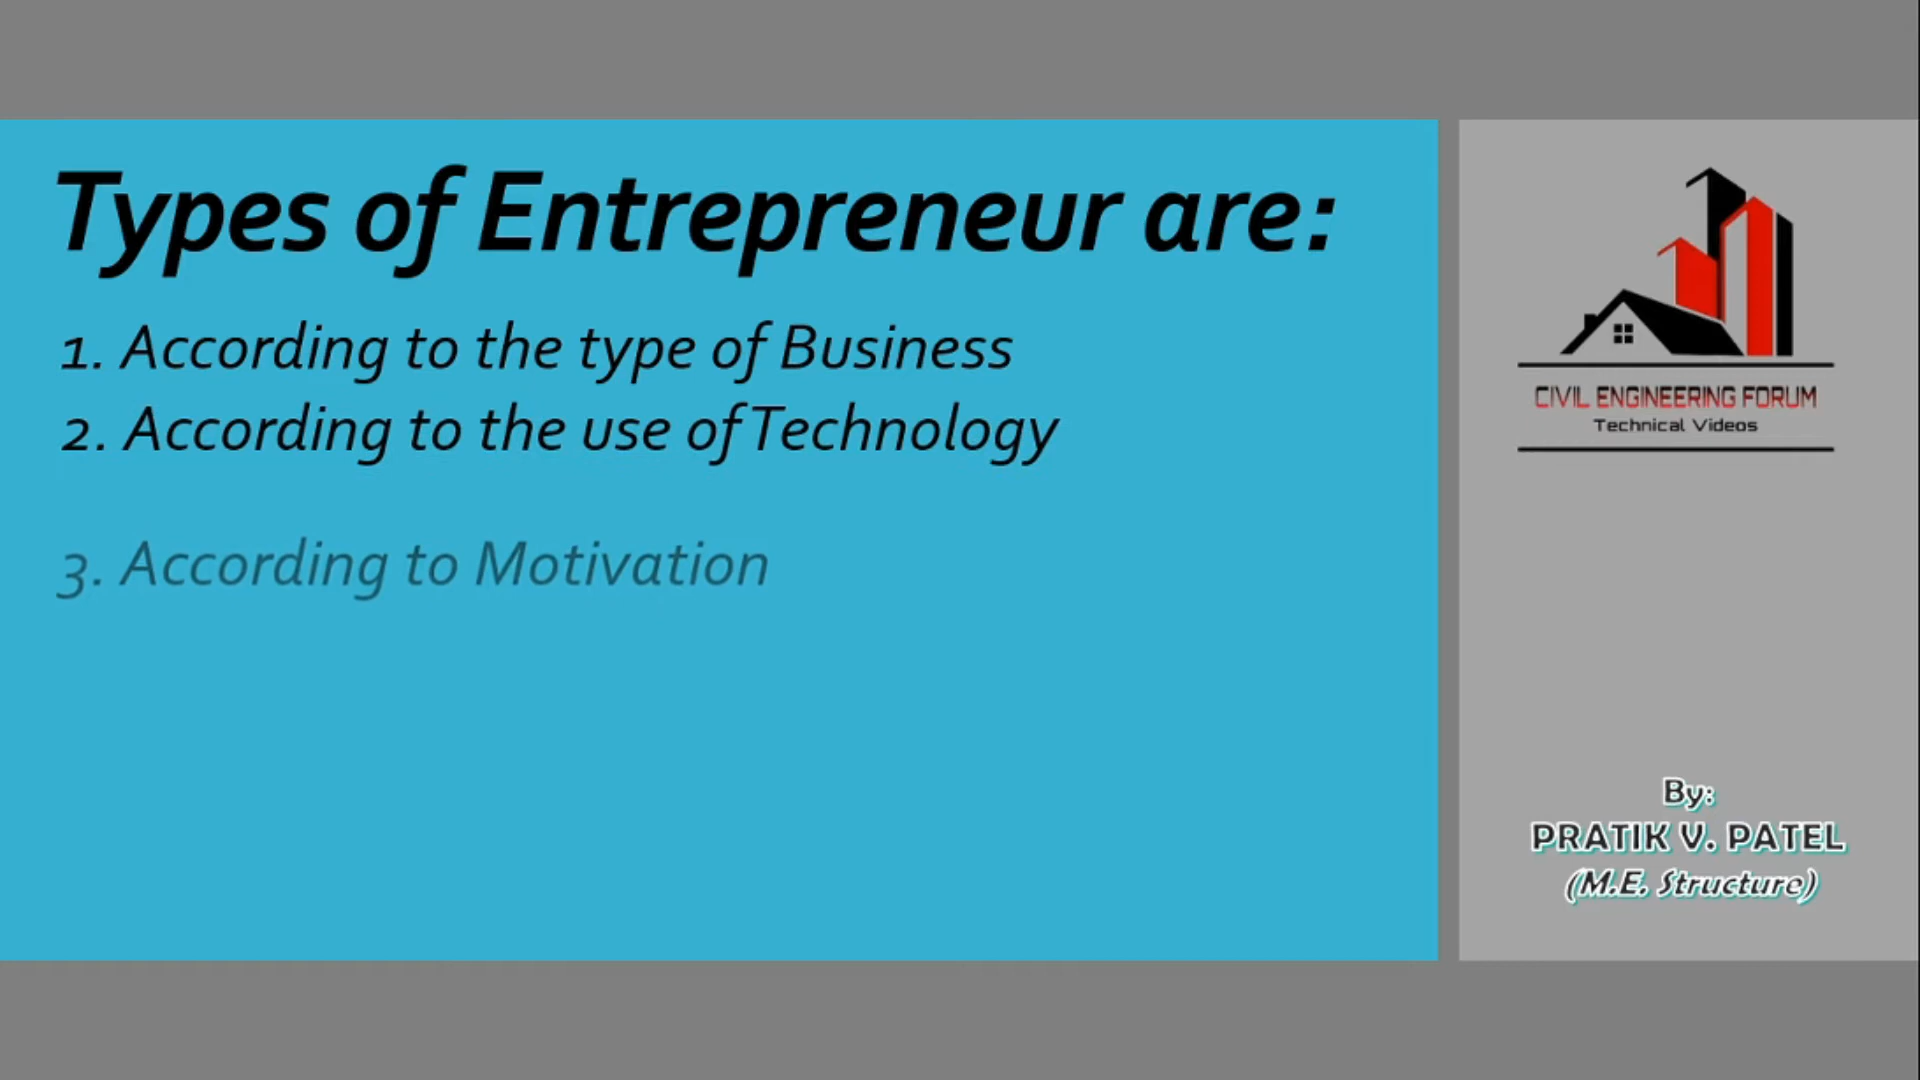 Types of Entrepreneur are:
1. According to the type of Business
2. According to the use of Technology
3. According to Motivation
CIVIL ENGINEERING FORUM
Technical Videos
By:
PRATIK V. PATEL
(M.E. Structure)